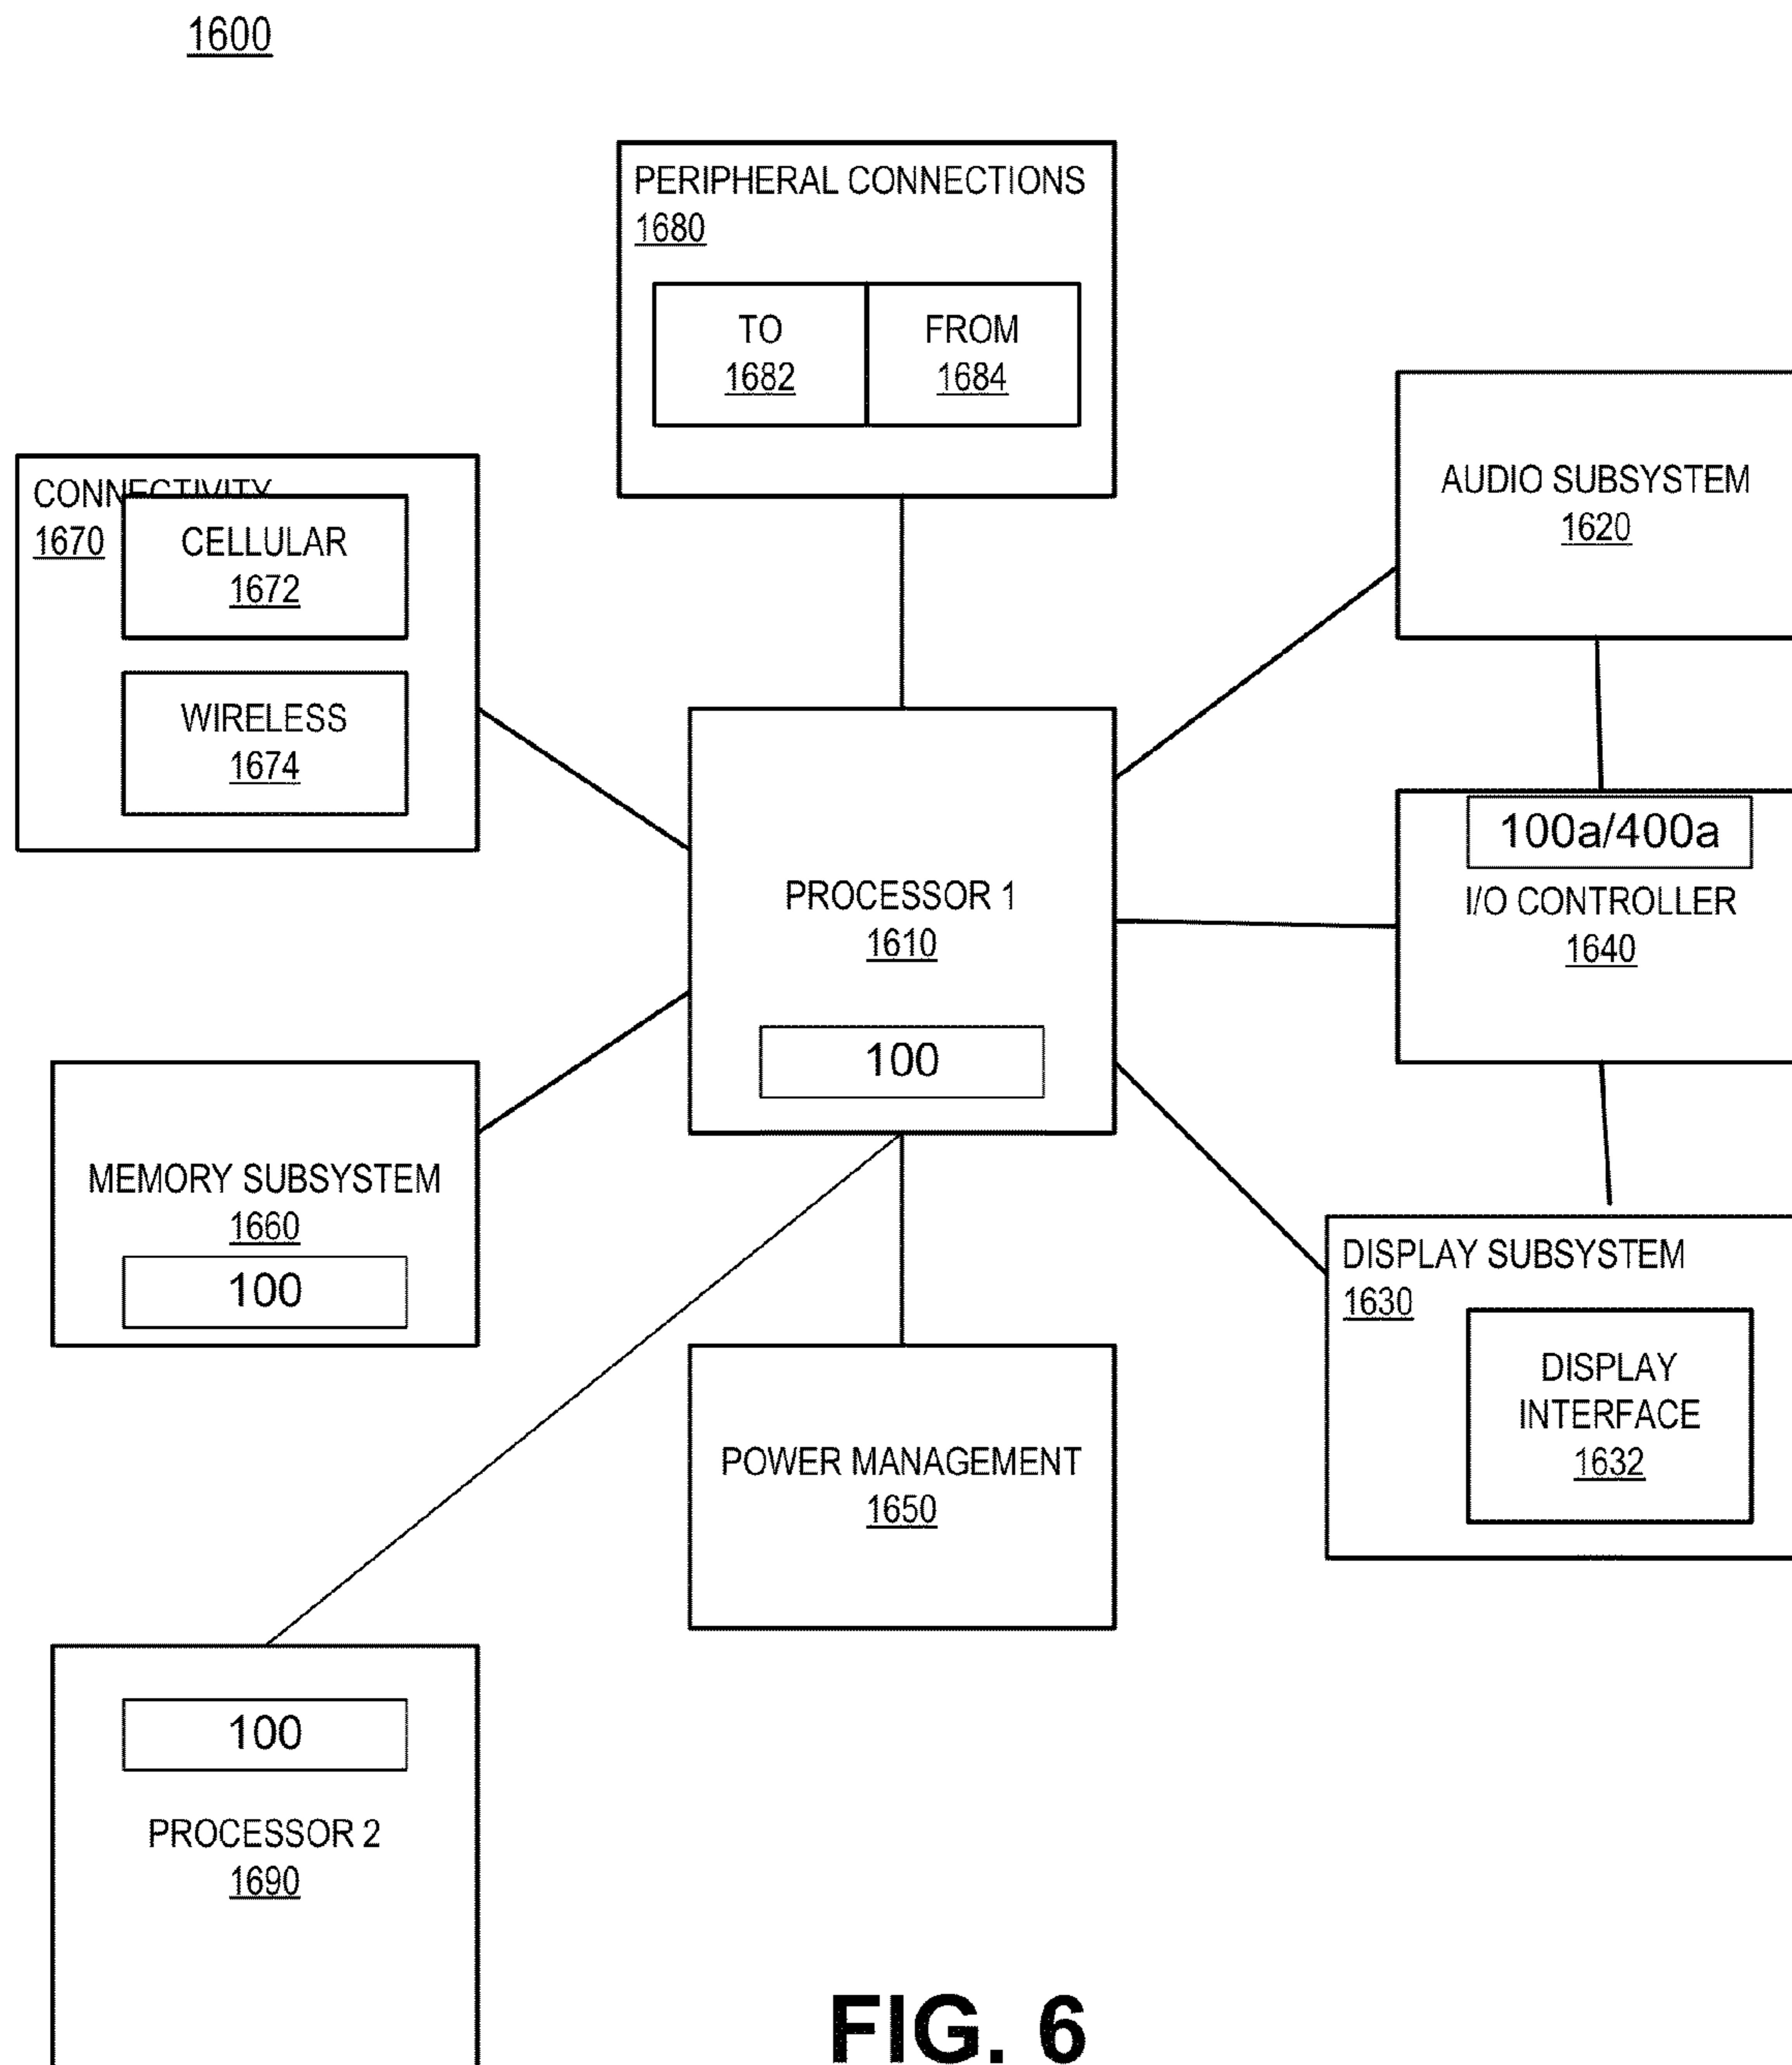 1600
PERIPHERAL CONNECTIONS
1680
TO
1682
FROM
1684
AUDIO SUBSYSTEM
1620
CONNECTIVITY
1670
CELLULAR
1672
WIRELESS
1674
100a/400a
I/O CONTROLLER
1640
PROCESSOR 1
1610
100
MEMORY SUBSYSTEM
1660
100
DISPLAY SUBSYSTEM
1630
DISPLAY
INTERFACE
1632
POWER MANAGEMENT
1650
100
PROCESSOR 2
1690
FIG. 6